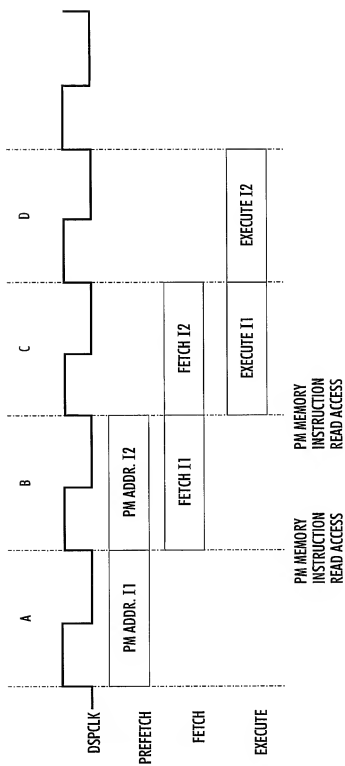 A B C D
DSPCLK
PREFETCH PM ADDR. I1 PM ADDR. I2
FETCH FETCH I1 FETCH I2
EXECUTE EXECUTE I1 EXECUTE I2
PM MEMORY PM MEMORY
INSTRUCTION INSTRUCTION
READ ACCESS READ ACCESS